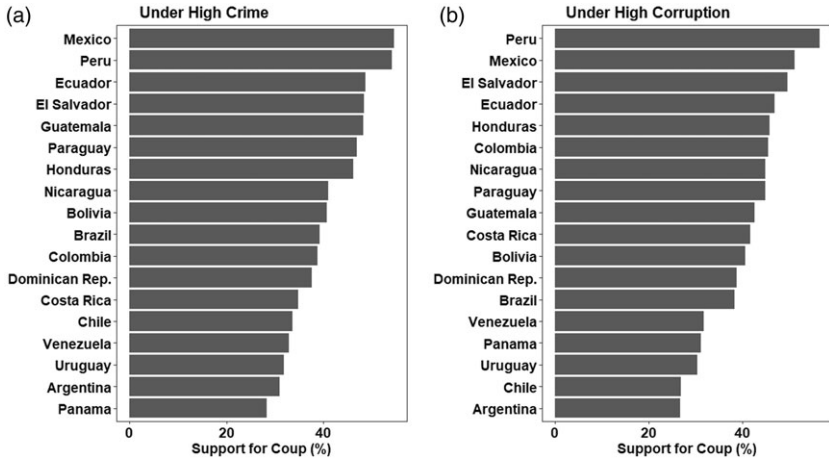 (a)
Under High Crime
Mexico
Peru
Ecuador
El Salvador
Guatemala
Paraguay
Honduras
Nicaragua
Bolivia
Brazil
Colombia
Dominican Rep.
Costa Rica
Chile
Venezuela
Uruguay
Argentina
Panama
0 20 40
Support for Coup (%)
(b)
Under High Corruption
Peru
Mexico
El Salvador
Ecuador
Honduras
Colombia
Nicaragua
Paraguay
Guatemala
Costa Rica
Bolivia
Dominican Rep.
Brazil
Venezuela
Panama
Uruguay
Chile
Argentina
0 20 40
Support for Coup (%)